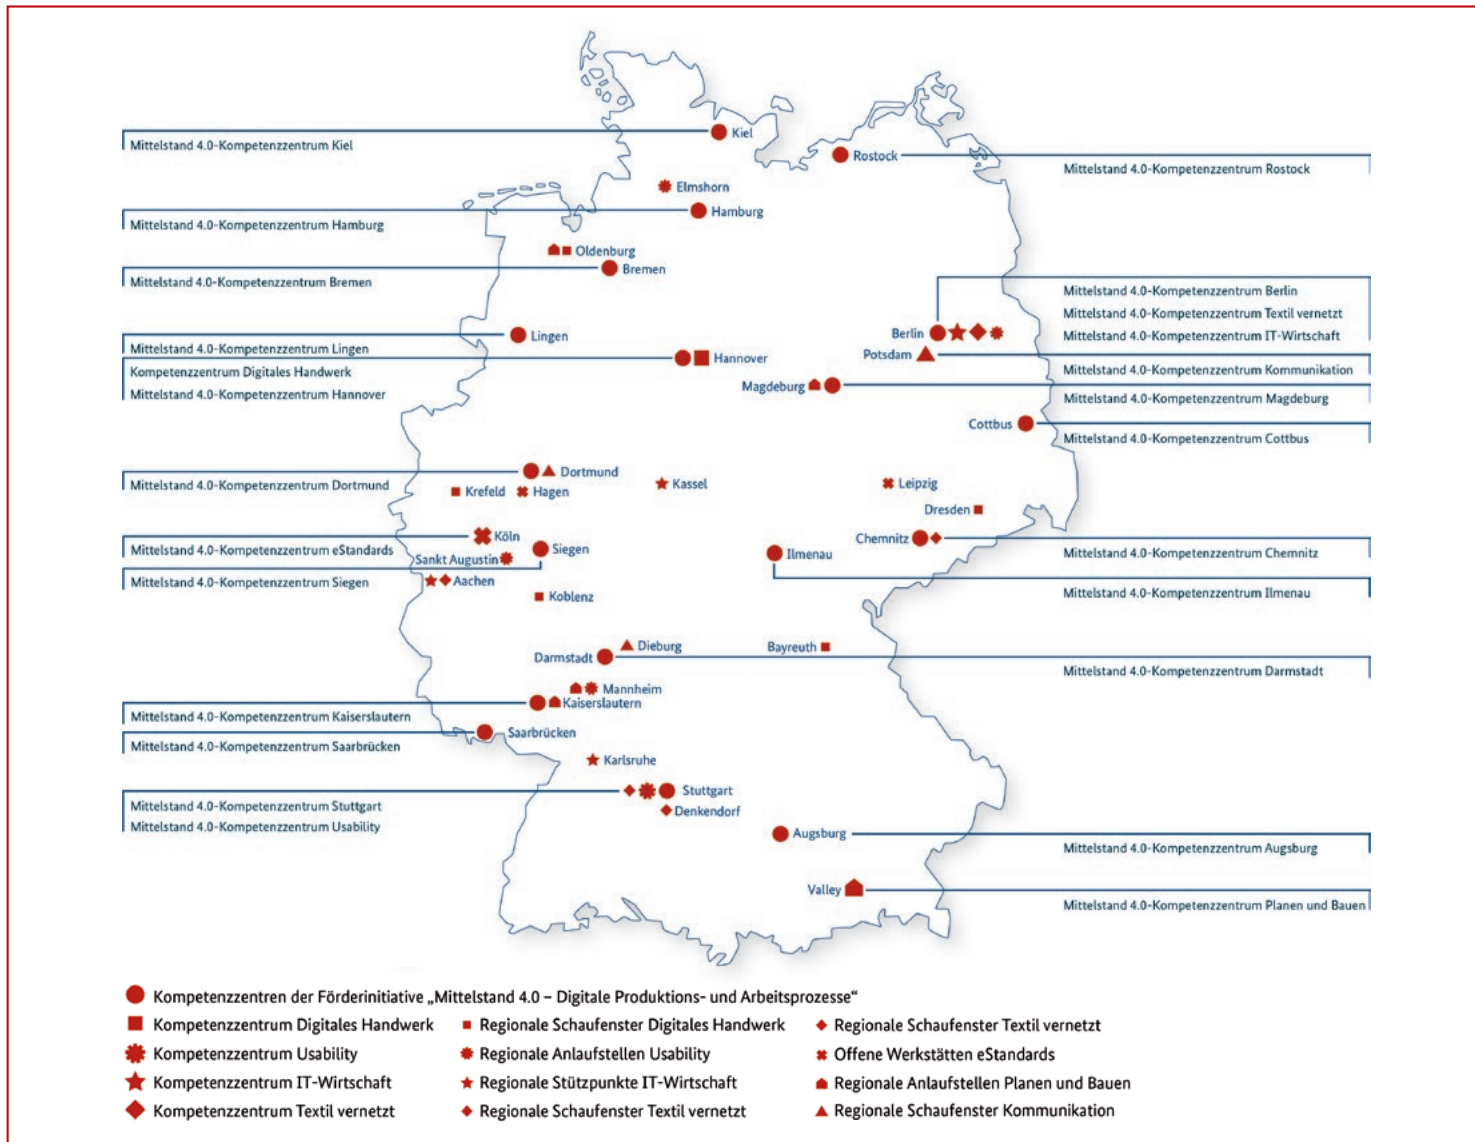 Kiel
Mittelstand 4.0-Kompetenzzentrum Kiel
Rostock
Mittelstand 4.0-Kompetenzzentrum Rostock
Elmshorn
Hamburg
Mittelstand 4.0-Kompetenzzentrum Hamburg
Oldenburg
Bremen
Mittelstand 4.0-Kompetenzzentrum Bremen
Mittelstand 4.0-Kompetenzzentrum Berlin
Mittelstand 4.0-Kompetenzzentrum Textil vernetzt
Mittelstand 4.0-Kompetenzzentrum IT-Wirtschaft
Berlin
Lingen
Mittelstand 4.0-Kompetenzzentrum Lingen
Hannover
Kompetenzzentrum Digitales Handwerk
Mittelstand 4.0-Kompetenzzentrum Hannover
Potsdam
Mittelstand 4.0-Kompetenzzentrum Kommunikation
Magdeburg
Mittelstand 4.0-Kompetenzzentrum Magdeburg
Cottbus
Mittelstand 4.0-Kompetenzzentrum Cottbus
Dortmund
Mittelstand 4.0-Kompetenzzentrum Dortmund
Krefeld
Hagen
Kassel
Leipzig
Dresden
Köln
Mittelstand 4.0-Kompetenzzentrum eStandards
Siegen
Mittelstand 4.0-Kompetenzzentrum Siegen
Sankt Augustin
Aachen
Koblenz
Chemnitz
Mittelstand 4.0-Kompetenzzentrum Chemnitz
Ilmenau
Mittelstand 4.0-Kompetenzzentrum Ilmenau
Dieburg
Bayreuth
Darmstadt
Mittelstand 4.0-Kompetenzzentrum Darmstadt
Mannheim
Kaiserslautern
Mittelstand 4.0-Kompetenzzentrum Kaiserslautern
Saarbrücken
Mittelstand 4.0-Kompetenzzentrum Saarbrücken
Karlsruhe
Stuttgart
Mittelstand 4.0-Kompetenzzentrum Stuttgart
Mittelstand 4.0-Kompetenzzentrum Usability
Denkendorf
Augsburg
Mittelstand 4.0-Kompetenzzentrum Augsburg
Valley
Mittelstand 4.0-Kompetenzzentrum Planen und Bauen
Kompetenzzentren der Förderinitiative „Mittelstand 4.0 – Digitale Produktions- und Arbeitsprozesse“
Kompetenzzentrum Digitales Handwerk
Regionale Schaufenster Digitales Handwerk
Regionale Schaufenster Textil vernetzt
Kompetenzzentrum Usability
Regionale Anlaufstellen Usability
Offene Werkstätten eStandards
Kompetenzzentrum IT-Wirtschaft
Regionale Stützpunkte IT-Wirtschaft
Regionale Anlaufstellen Planen und Bauen
Kompetenzzentrum Textil vernetzt
Regionale Schaufenster Textil vernetzt
Regionale Schaufenster Kommunikation